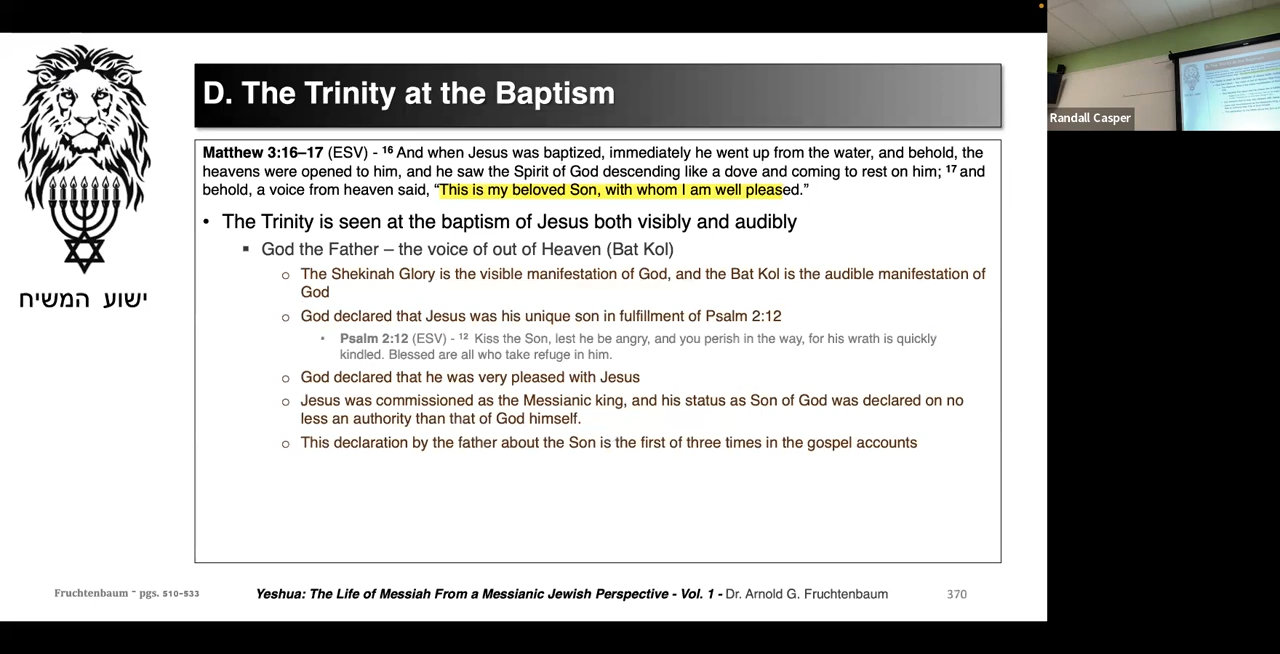 D. The Trinity at the Baptism
Matthew 3:16–17 (ESV) - 16 And when Jesus was baptized, immediately he went up from the water, and behold, the
heavens were opened to him, and he saw the Spirit of God descending like a dove and coming to rest on him; 17 and
behold, a voice from heaven said, “This is my beloved Son, with whom I am well pleased.”
• The Trinity is seen at the baptism of Jesus both visibly and audibly
▪ God the Father – the voice of out of Heaven (Bat Kol)
o The Shekinah Glory is the visible manifestation of God, and the Bat Kol is the audible manifestation of
God
o God declared that Jesus was his unique son in fulfillment of Psalm 2:12
▪ Psalm 2:12 (ESV) - 12 Kiss the Son, lest he be angry, and you perish in the way, for his wrath is quickly
kindled. Blessed are all who take refuge in him.
o God declared that he was very pleased with Jesus
o Jesus was commissioned as the Messianic king, and his status as Son of God was declared on no
less an authority than that of God himself.
o This declaration by the father about the Son is the first of three times in the gospel accounts
ישוע המשיח
Fruchtenbaum - pgs. 510-533
Yeshua: The Life of Messiah From a Messianic Jewish Perspective - Vol. 1 - Dr. Arnold G. Fruchtenbaum
370
Randall Casper